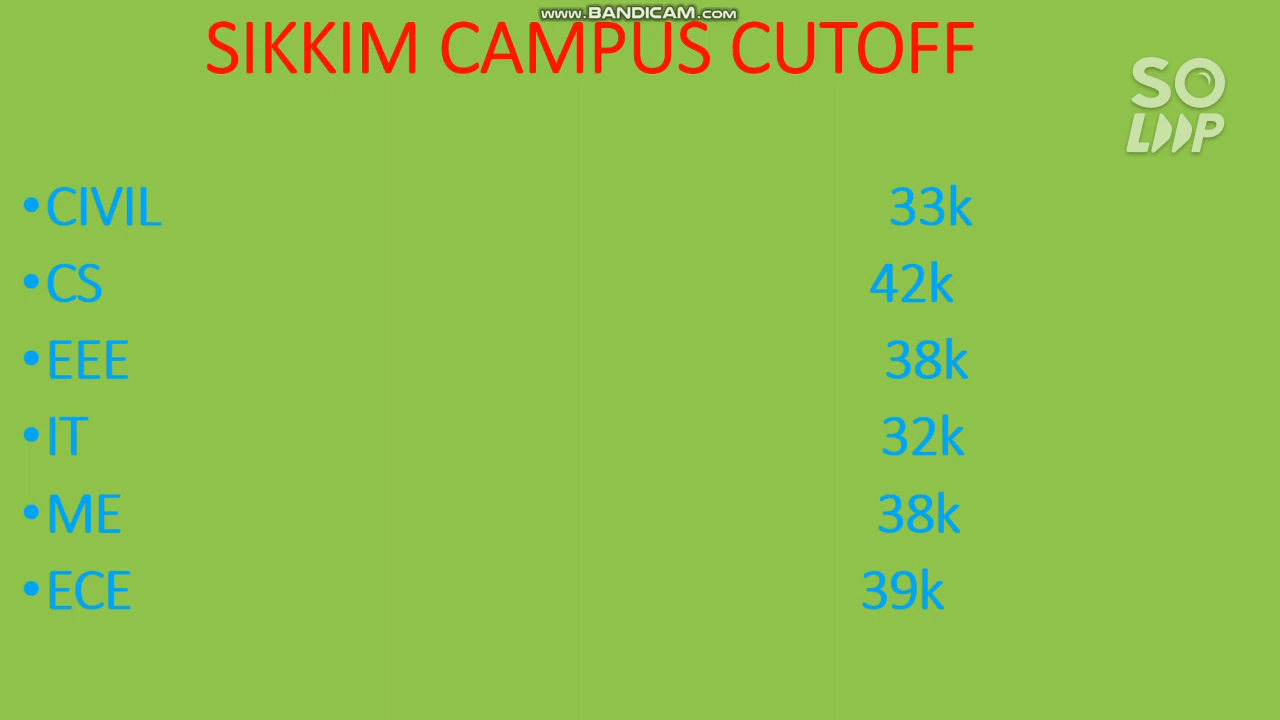 www.BANDICAM.com
SIKKIM CAMPUS CUTOFF
SO
LOOP
•CIVIL 33k
•CS 42k
•EEE 38k
•IT 32k
•ME 38k
•ECE 39k